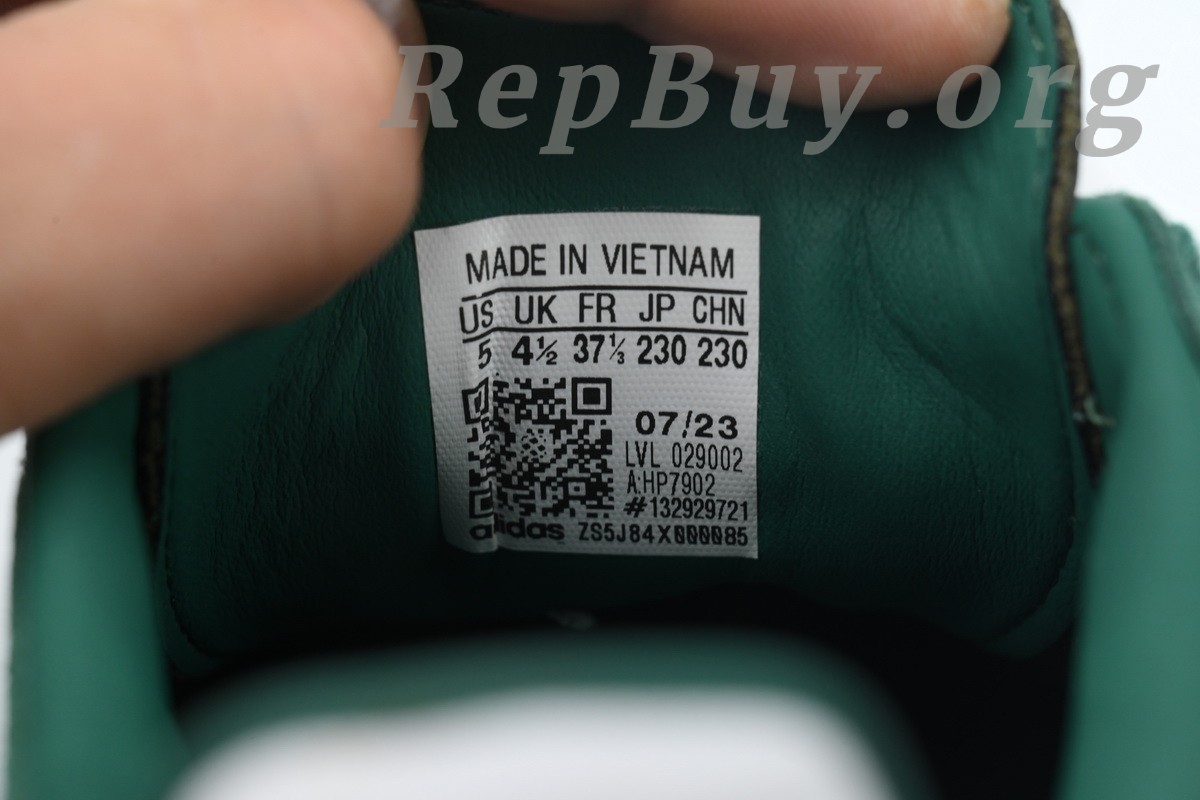 RepBuy.org
MADE IN VIETNAM
US UK FR JP CHN
5 4½ 37⅓ 230 230
07/23
LVL 029002
A:HP7902
#132929721
adidas ZS5J84X000085